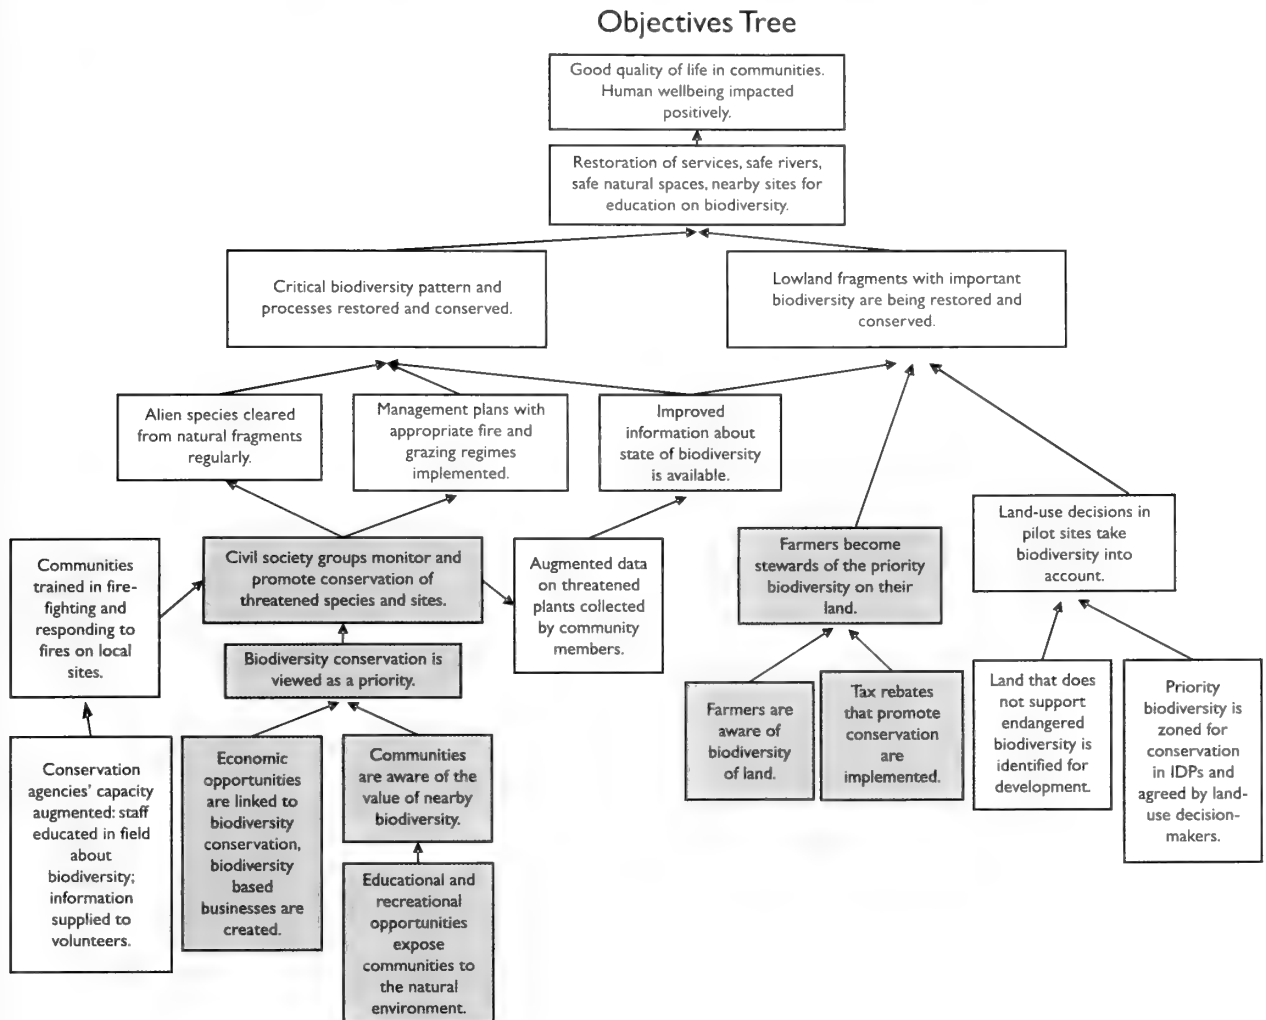 Objectives Tree
Good quality of life in communities.
Human wellbeing impacted
positively.
Restoration of services, safe rivers,
safe natural spaces, nearby sites for
education on biodiversity.
Critical biodiversity pattern and
processes restored and conserved.
Lowland fragments with important
biodiversity are being restored and
conserved.
Alien species cleared
from natural fragments
regularly.
Management plans with
appropriate fire and
grazing regimes
implemented.
Improved
information about
state of biodiversity
is available.
Land-use decisions in
pilot sites take
biodiversity into
account.
Communities
trained in fire-
fighting and
responding to
fires on local
sites.
Civil society groups monitor and
promote conservation of
threatened species and sites.
Augmented data
on threatened
plants collected
by community
members.
Farmers become
stewards of the priority
biodiversity on their
land.
Biodiversity conservation is
viewed as a priority.
Farmers are
aware of
biodiversity
of land.
Tax rebates
that promote
conservation
are
implemented.
Land that does
not support
endangered
biodiversity is
identified for
development.
Priority
biodiversity is
zoned for
conservation
in IDPs and
agreed by land-
use decision-
makers.
Conservation
agencies' capacity
augmented: staff
educated in field
about
biodiversity;
information
supplied to
volunteers.
Economic
opportunities
are linked to
biodiversity
conservation,
biodiversity
based
businesses are
created.
Communities
are aware of the
value of nearby
biodiversity.
Educational and
recreational
opportunities
expose
communities to
the natural
environment.